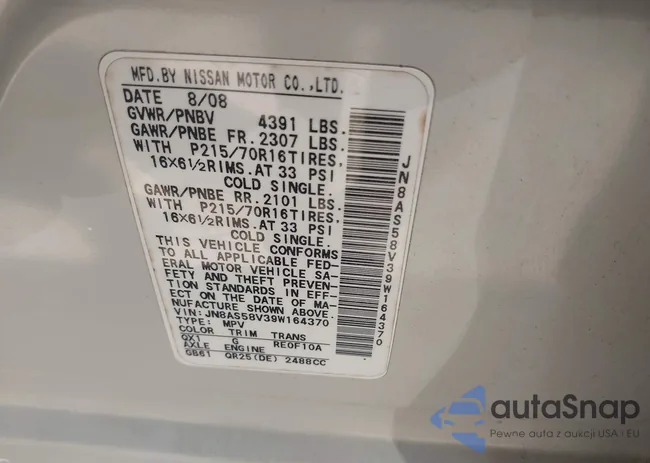 MFD.BY NISSAN MOTOR CO.,LTD.
DATE 8/08
GVWR/PNBV 4391 LBS.
GAWR/PNBE FR. 2307 LBS.
WITH P215/70R16TIRES,
16X6½RIMS.AT 33 PSI
COLD SINGLE.
GAWR/PNBE RR. 2101 LBS.
WITH P215/70R16TIRES,
16X6½RIMS.AT 33 PSI
COLD SINGLE.
THIS VEHICLE CONFORMS
TO ALL APPLICABLE FED-
ERAL MOTOR VEHICLE SA-
FETY AND THEFT PREVEN-
TION STANDARDS IN EFF-
ECT ON THE DATE OF MA-
NUFACTURE SHOWN ABOVE.
VIN:JN8AS58V39W164370
TYPE: MPV
COLOR TRIM TRANS
QX1 G RE0F10A
AXLE ENGINE
GB61 QR25(DE) 2488CC
JN8AS58V39W164370
autaSnap
Pewne auta z aukcji USA i EU